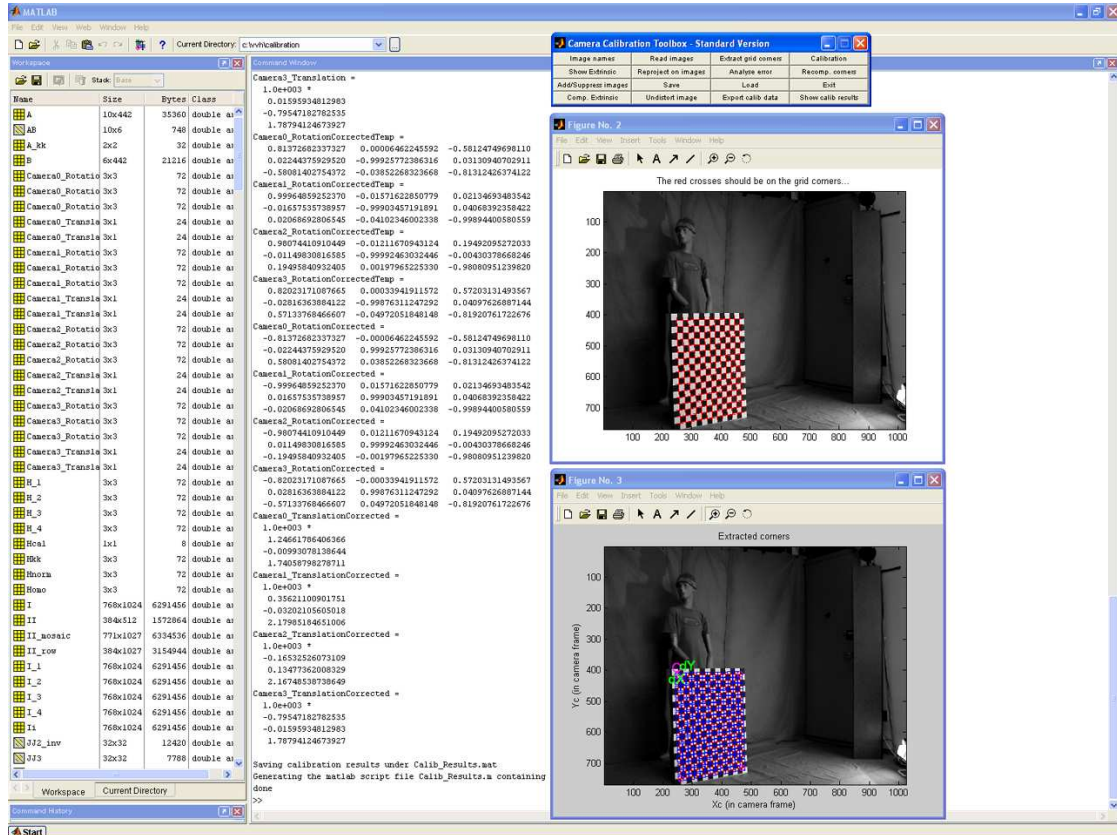 MATLAB
File Edit View Web Window Help
Current Directory: c:\vvh\calibration
Workspace
Stack: Base
Name Size Bytes Class
A 10x442 35360 double a
AB 10x6 748 double a
A_kk 2x2 32 double a
B 6x442 21216 double a
Camera0_Rotatio 3x3 72 double a
Camera0_Rotatio 3x3 72 double a
Camera0_Rotatio 3x3 72 double a
Camera0_Transla 3x1 24 double a
Camera0_Transla 3x1 24 double a
Camera1_Rotatio 3x3 72 double a
Camera1_Rotatio 3x3 72 double a
Camera1_Rotatio 3x3 72 double a
Camera1_Transla 3x1 24 double a
Camera1_Transla 3x1 24 double a
Camera2_Rotatio 3x3 72 double a
Camera2_Rotatio 3x3 72 double a
Camera2_Rotatio 3x3 72 double a
Camera2_Transla 3x1 24 double a
Camera2_Transla 3x1 24 double a
Camera3_Rotatio 3x3 72 double a
Camera3_Rotatio 3x3 72 double a
Camera3_Rotatio 3x3 72 double a
Camera3_Transla 3x1 24 double a
Camera3_Transla 3x1 24 double a
H_1 3x3 72 double a
H_2 3x3 72 double a
H_3 3x3 72 double a
H_4 3x3 72 double a
Hcal 1x1 8 double a
Hkk 3x3 72 double a
Hnorm 3x3 72 double a
Homo 3x3 72 double a
I 768x1024 6291456 double a
II 384x512 1572864 double a
II_mosaic 771x1027 6334536 double a
II_row 384x1027 3154944 double a
I_1 768x1024 6291456 double a
I_2 768x1024 6291456 double a
I_3 768x1024 6291456 double a
I_4 768x1024 6291456 double a
Ii 768x1024 6291456 double a
JJ2_inv 32x32 12420 double a
JJ3 32x32 7788 double a
Workspace Current Directory
Command History
Start
Command Window
Camera3_Translation =
1.0e+003 *
0.01595934812983
-0.79547182782535
1.78794124673927
Camera0_RotationCorrectedTemp =
0.81372682337327 0.00006462245592 -0.58124749698110
0.02244375929520 -0.99925772386316 0.03130940702911
-0.58081402754372 -0.03852268323668 -0.81312426374122
Camera1_RotationCorrectedTemp =
0.99964859252370 -0.01571622850779 0.02134693483542
-0.01657535738957 -0.99903457191891 0.04068392358422
0.02068692806545 -0.04102346002338 -0.99894400580559
Camera2_RotationCorrectedTemp =
0.98074410910449 -0.01211670943124 0.19492095272033
-0.01149830816585 -0.99992463032446 -0.00430378668246
0.19495840932405 0.00197965225330 -0.98080951239820
Camera3_RotationCorrectedTemp =
0.82023171087665 0.00033941911572 0.57203131493567
-0.02816363884122 -0.99876311247292 0.04097626887144
0.57133768466607 -0.04972051848148 -0.81920761722676
Camera0_RotationCorrected =
-0.81372682337327 -0.00006462245592 -0.58124749698110
-0.02244375929520 0.99925772386316 0.03130940702911
0.58081402754372 0.03852268323668 -0.81312426374122
Camera1_RotationCorrected =
-0.99964859252370 0.01571622850779 0.02134693483542
0.01657535738957 0.99903457191891 0.04068392358422
-0.02068692806545 0.04102346002338 -0.99894400580559
Camera2_RotationCorrected =
-0.98074410910449 0.01211670943124 0.19492095272033
0.01149830816585 0.99992463032446 -0.00430378668246
-0.19495840932405 -0.00197965225330 -0.98080951239820
Camera3_RotationCorrected =
-0.82023171087665 -0.00033941911572 0.57203131493567
0.02816363884122 0.99876311247292 0.04097626887144
-0.57133768466607 0.04972051848148 -0.81920761722676
Camera0_TranslationCorrected =
1.0e+003 *
1.24661786406366
-0.00993078138644
1.74058798278711
Camera1_TranslationCorrected =
1.0e+003 *
0.35621100901751
-0.03202105605018
2.17985184651006
Camera2_TranslationCorrected =
1.0e+003 *
-0.16532526073109
0.13477362008329
2.16748538738649
Camera3_TranslationCorrected =
1.0e+003 *
-0.79547182782535
-0.01595934812983
1.78794124673927
Saving calibration results under Calib_Results.mat
Generating the matlab script file Calib_Results.m containing
done
>>
Camera Calibration Toolbox - Standard Version
Image names Read images Extract grid corners Calibration
Show Extrinsic Reproject on images Analyse error Recomp. corners
Add/Suppress images Save Load Exit
Comp. Extrinsic Undistort image Export calib data Show calib results
Figure No. 2
File Edit View Insert Tools Window Help
The red crosses should be on the grid corners...
100
200
300
400
500
600
700
100 200 300 400 500 600 700 800 900 1000
Figure No. 3
File Edit View Insert Tools Window Help
Extracted corners
Yc (in camera frame)
100
200
300
400
500
600
700
O dY
dX
100 200 300 400 500 600 700 800 900 1000
Xc (in camera frame)